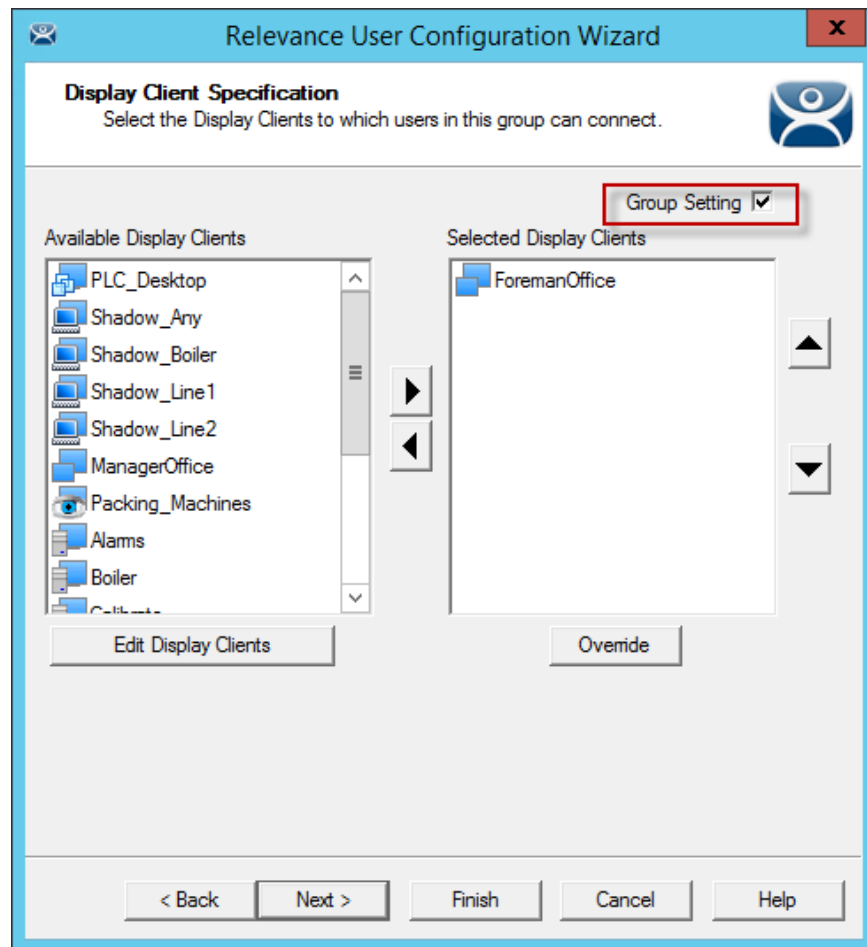 Relevance User Configuration Wizard
x
Display Client Specification
Select the Display Clients to which users in this group can connect.
Group Setting
Available Display Clients
Selected Display Clients
PLC_Desktop
Shadow_Any
Shadow_Boiler
Shadow_Line1
Shadow_Line2
ManagerOffice
Packing_Machines
Alarms
Boiler
ForemanOffice
Edit Display Clients
Override
< Back
Next >
Finish
Cancel
Help